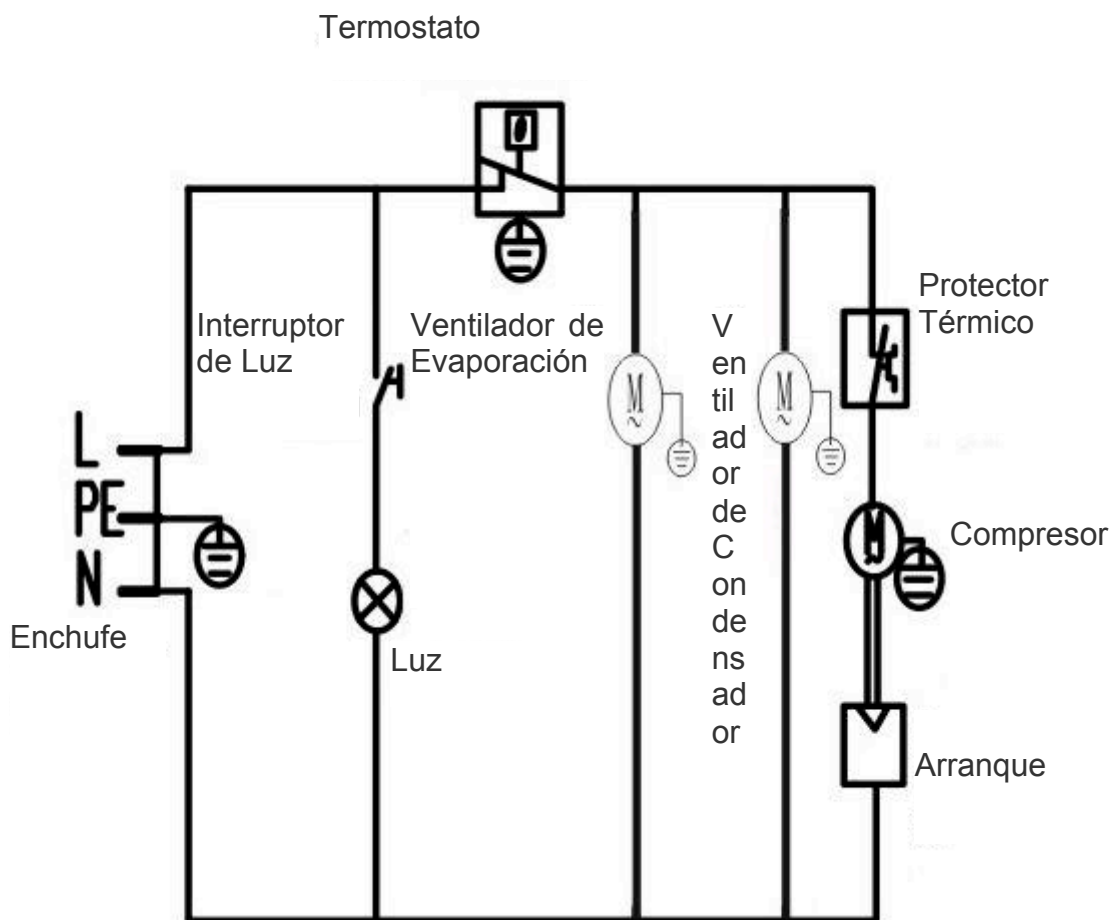 Termostato
Interruptor
de Luz
Ventilador de
Evaporación
V
en
til
ad
or
de
C
on
de
ns
ad
or
Protector
Térmico
L
PE
N
Enchufe
Luz
M
~
M
~
M
~
Compresor
Arranque